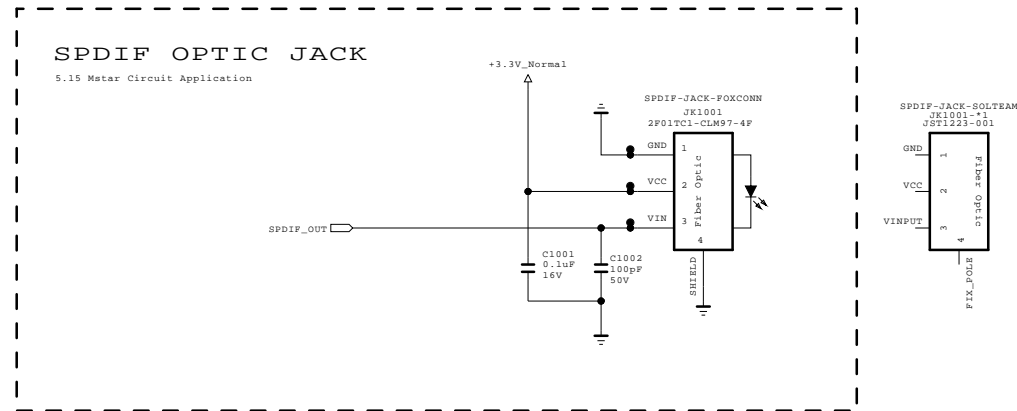 SPDIF OPTIC JACK
5.15 Mstar Circuit Application
+3.3V_Normal
SPDIF-JACK-FOXCONN
JK1001
2F01TC1-CLM97-4F
GND
1
VCC
2
VIN
3
4
Fiber Optic
SHIELD
SPDIF_OUT
C1001
0.1uF
16V
C1002
100pF
50V
SPDIF-JACK-SOLTEAM
JK1001-*1
JST1223-001
GND
1
VCC
2
VINPUT
3
4
Fiber Optic
FIX_POLE